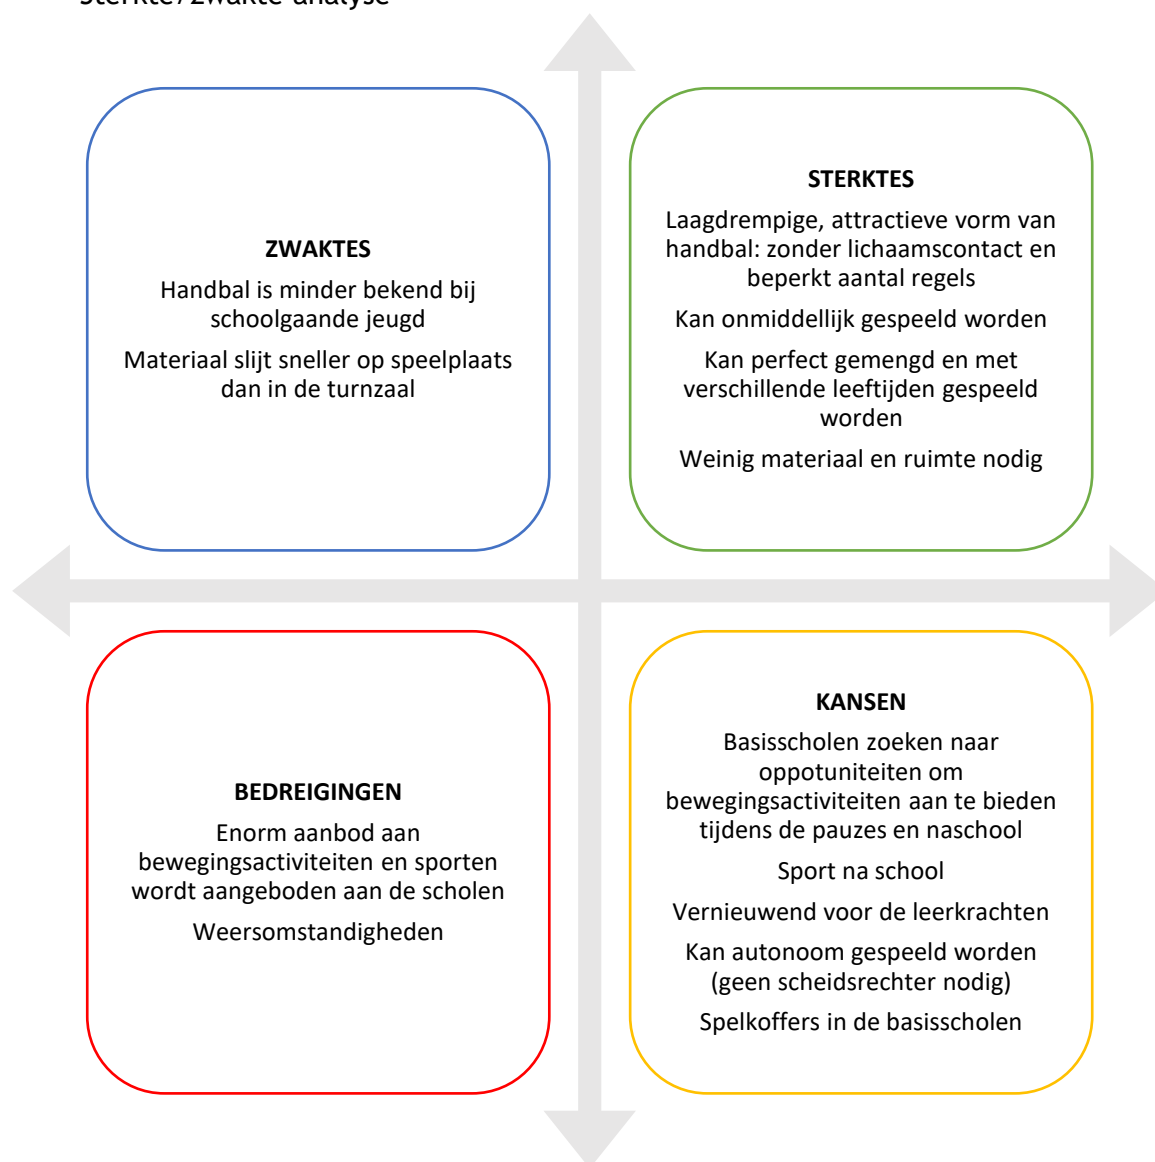 Sterkte/zwakte analyse
ZWAKTES
Handbal is minder bekend bij
schoolgaande jeugd
Materiaal slijt sneller op speelplaats
dan in de turnzaal
STERKTES
Laagdrempige, attractieve vorm van
handbal: zonder lichaamscontact en
beperkt aantal regels
Kan onmiddellijk gespeeld worden
Kan perfect gemengd en met
verschillende leeftijden gespeeld
worden
Weinig materiaal en ruimte nodig
BEDREIGINGEN
Enorm aanbod aan
bewegingsactiviteiten en sporten
wordt aangeboden aan de scholen
Weersomstandigheden
KANSEN
Basisscholen zoeken naar
oppotuniteiten om
bewegingsactiviteiten aan te bieden
tijdens de pauzes en naschool
Sport na school
Vernieuwend voor de leerkrachten
Kan autonoom gespeeld worden
(geen scheidsrechter nodig)
Spelkoffers in de basisscholen